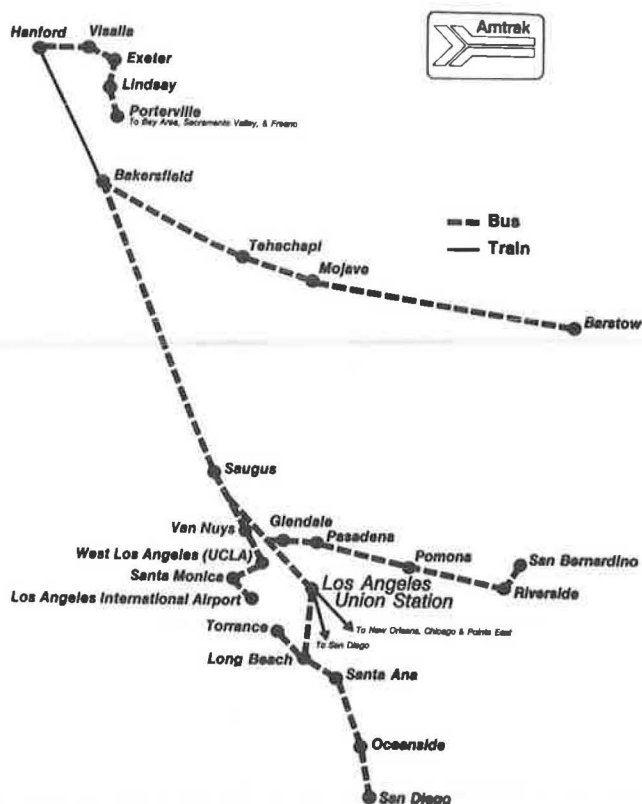 Amtrak
Hanford
Visalia
Exeter
Lindsay
Porterville
To Bay Area, Sacramento Valley, & Fresno
Bakersfield
Bus
Train
Tehachapi
Mojave
Barstow
Saugus
Van Nuys
Glendale
Pasadena
West Los Angeles (UCLA)
Pomona
San Bernardino
Santa Monica
Los Angeles
Union Station
Riverside
Los Angeles International Airport
Torrance
To New Orleans, Chicago & Points East
To San Diego
Long Beach
Santa Ana
Oceanside
San Diego